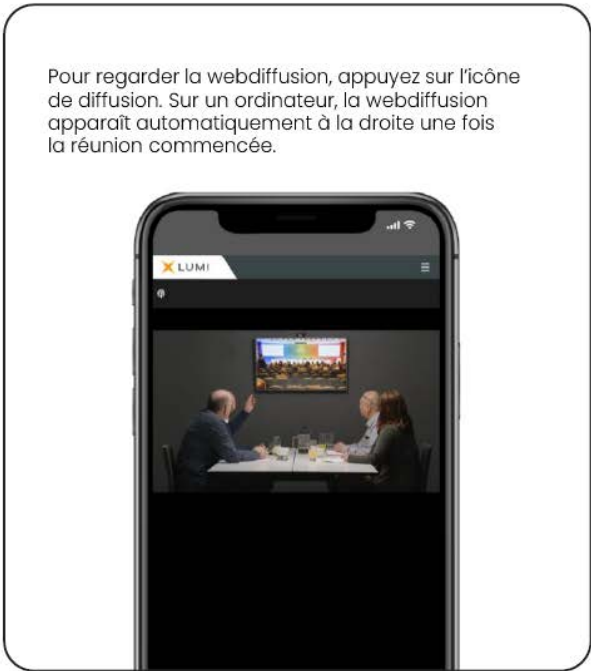 Pour regarder la webdiffusion, appuyez sur l'icône
de diffusion. Sur un ordinateur, la webdiffusion
apparaît automatiquement à la droite une fois
la réunion commencée.
LUMI